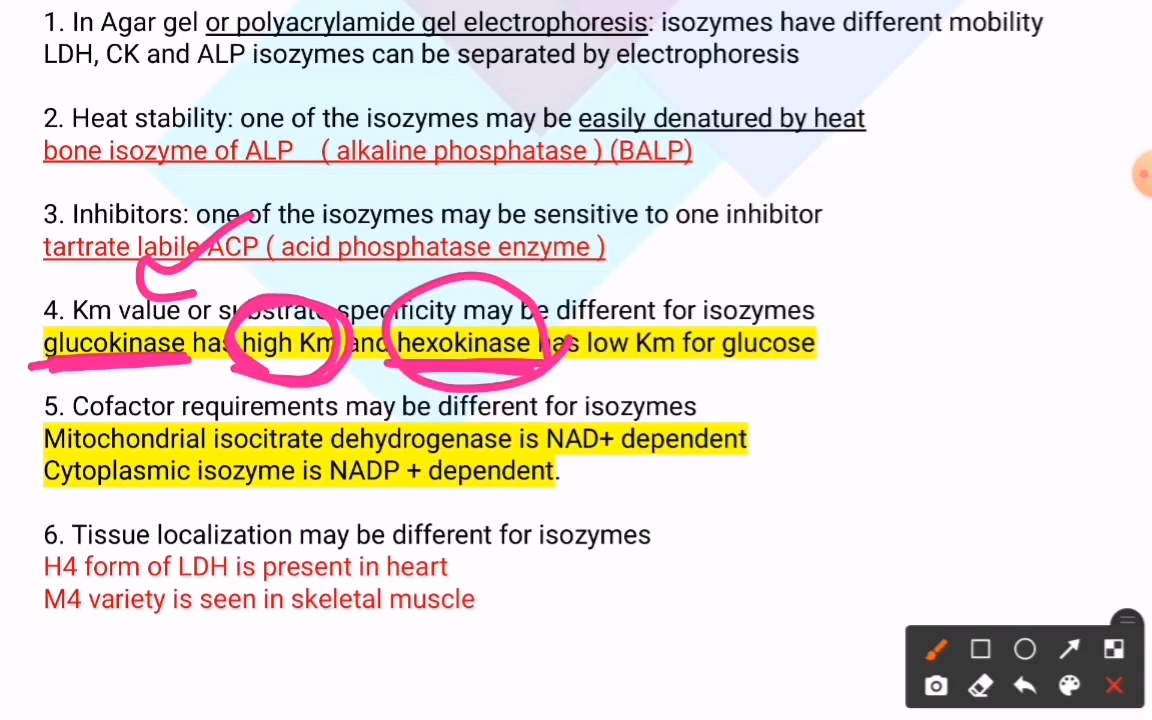 1. In Agar gel or polyacrylamide gel electrophoresis: isozymes have different mobility
LDH, CK and ALP isozymes can be separated by electrophoresis
2. Heat stability: one of the isozymes may be easily denatured by heat
bone isozyme of ALP ( alkaline phosphatase ) (BALP)
3. Inhibitors: one of the isozymes may be sensitive to one inhibitor
tartrate labile ACP ( acid phosphatase enzyme )
4. Km value or substrate specificity may be different for isozymes
glucokinase has high Km and hexokinase has low Km for glucose
5. Cofactor requirements may be different for isozymes
Mitochondrial isocitrate dehydrogenase is NAD+ dependent
Cytoplasmic isozyme is NADP + dependent.
6. Tissue localization may be different for isozymes
H4 form of LDH is present in heart
M4 variety is seen in skeletal muscle